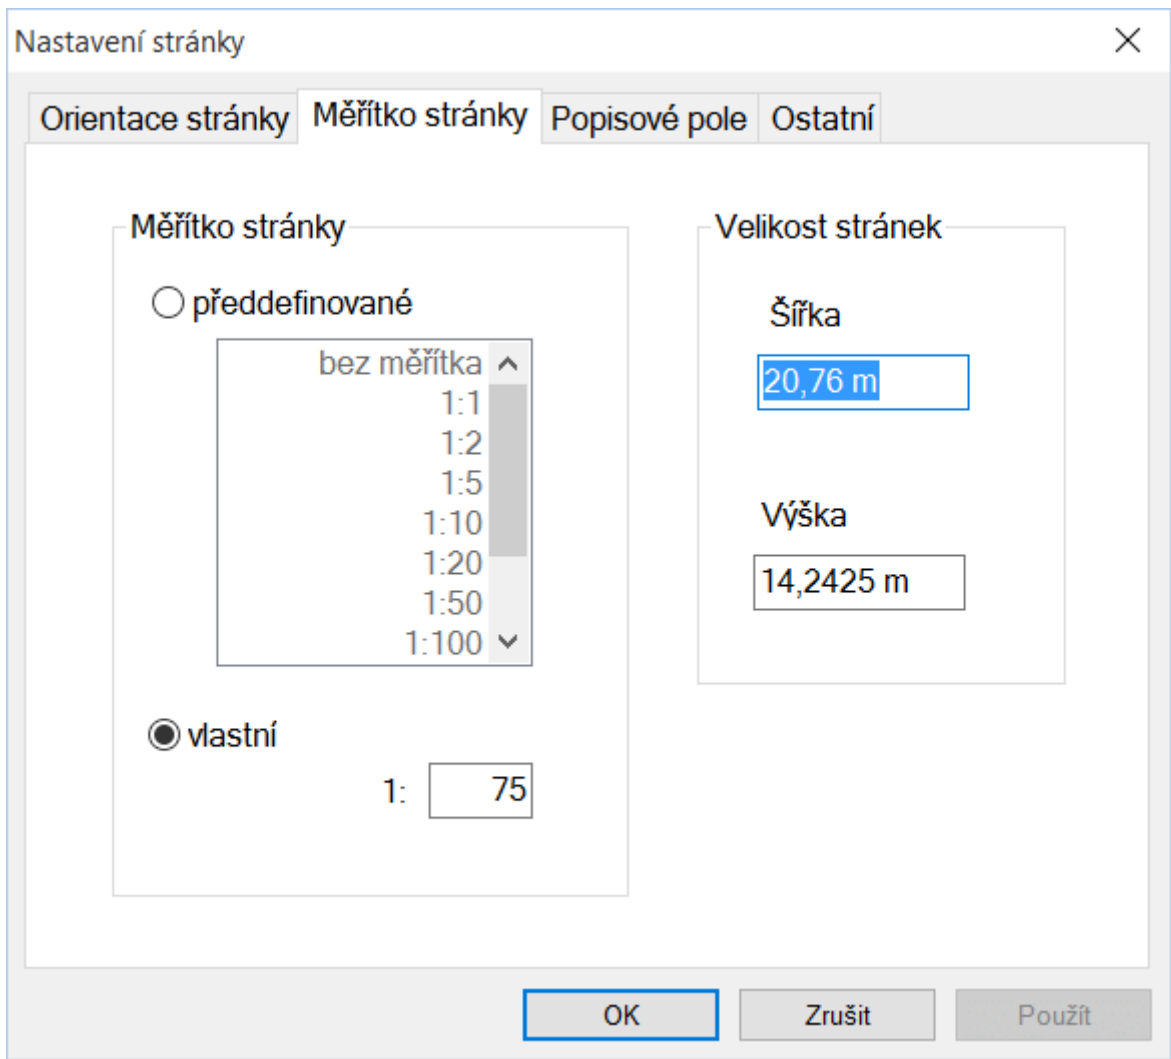 Nastavení stránky
Orientace stránky Měřítko stránky Popisové pole Ostatní
Měřítko stránky
předdefinované
bez měřítka
1:1
1:2
1:5
1:10
1:20
1:50
1:100
vlastní
1: 75
Velikost stránek
Šířka
20,76 m
Výška
14,2425 m
OK Zrušit Použít